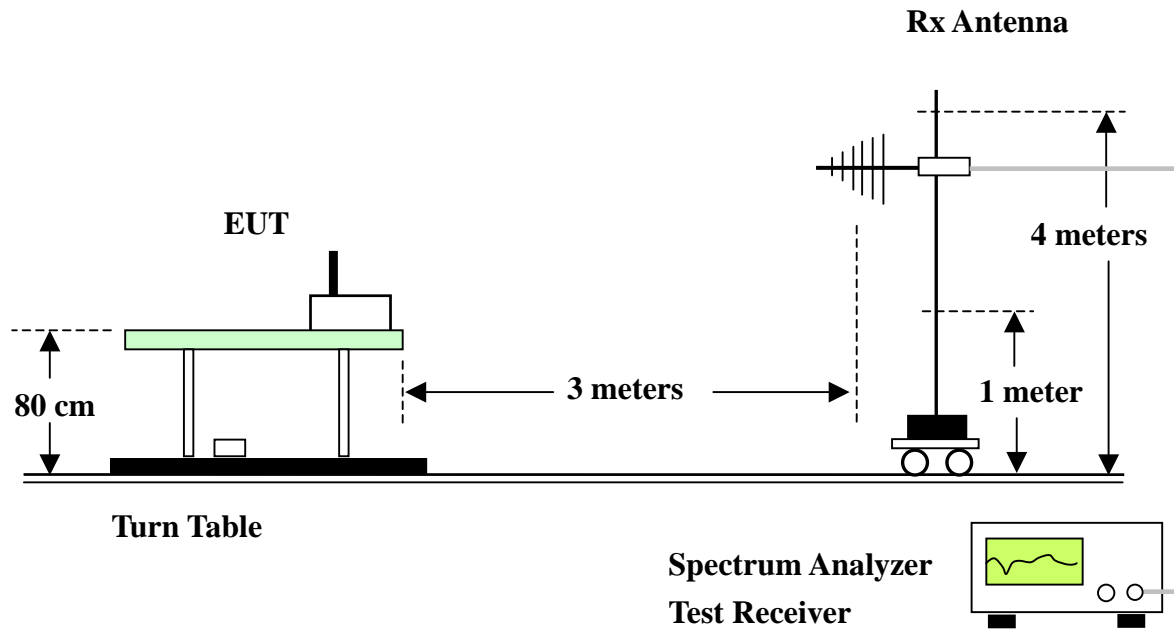 Rx Antenna
EUT
4 meters
3 meters
1 meter
80 cm
Turn Table
Spectrum Analyzer
Test Receiver